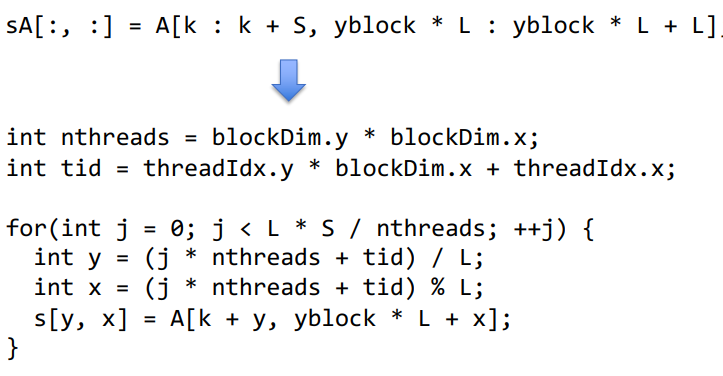 sA[:, :] = A[k : k + S, yblock * L : yblock * L + L],
int nthreads = blockDim.y * blockDim.x;
int tid = threadIdx.y * blockDim.x + threadIdx.x;
for(int j = 0; j < L * S / nthreads; ++j) {
int y = (j * nthreads + tid) / L;
int x = (j * nthreads + tid) % L;
s[y, x] = A[k + y, yblock * L + x];
}